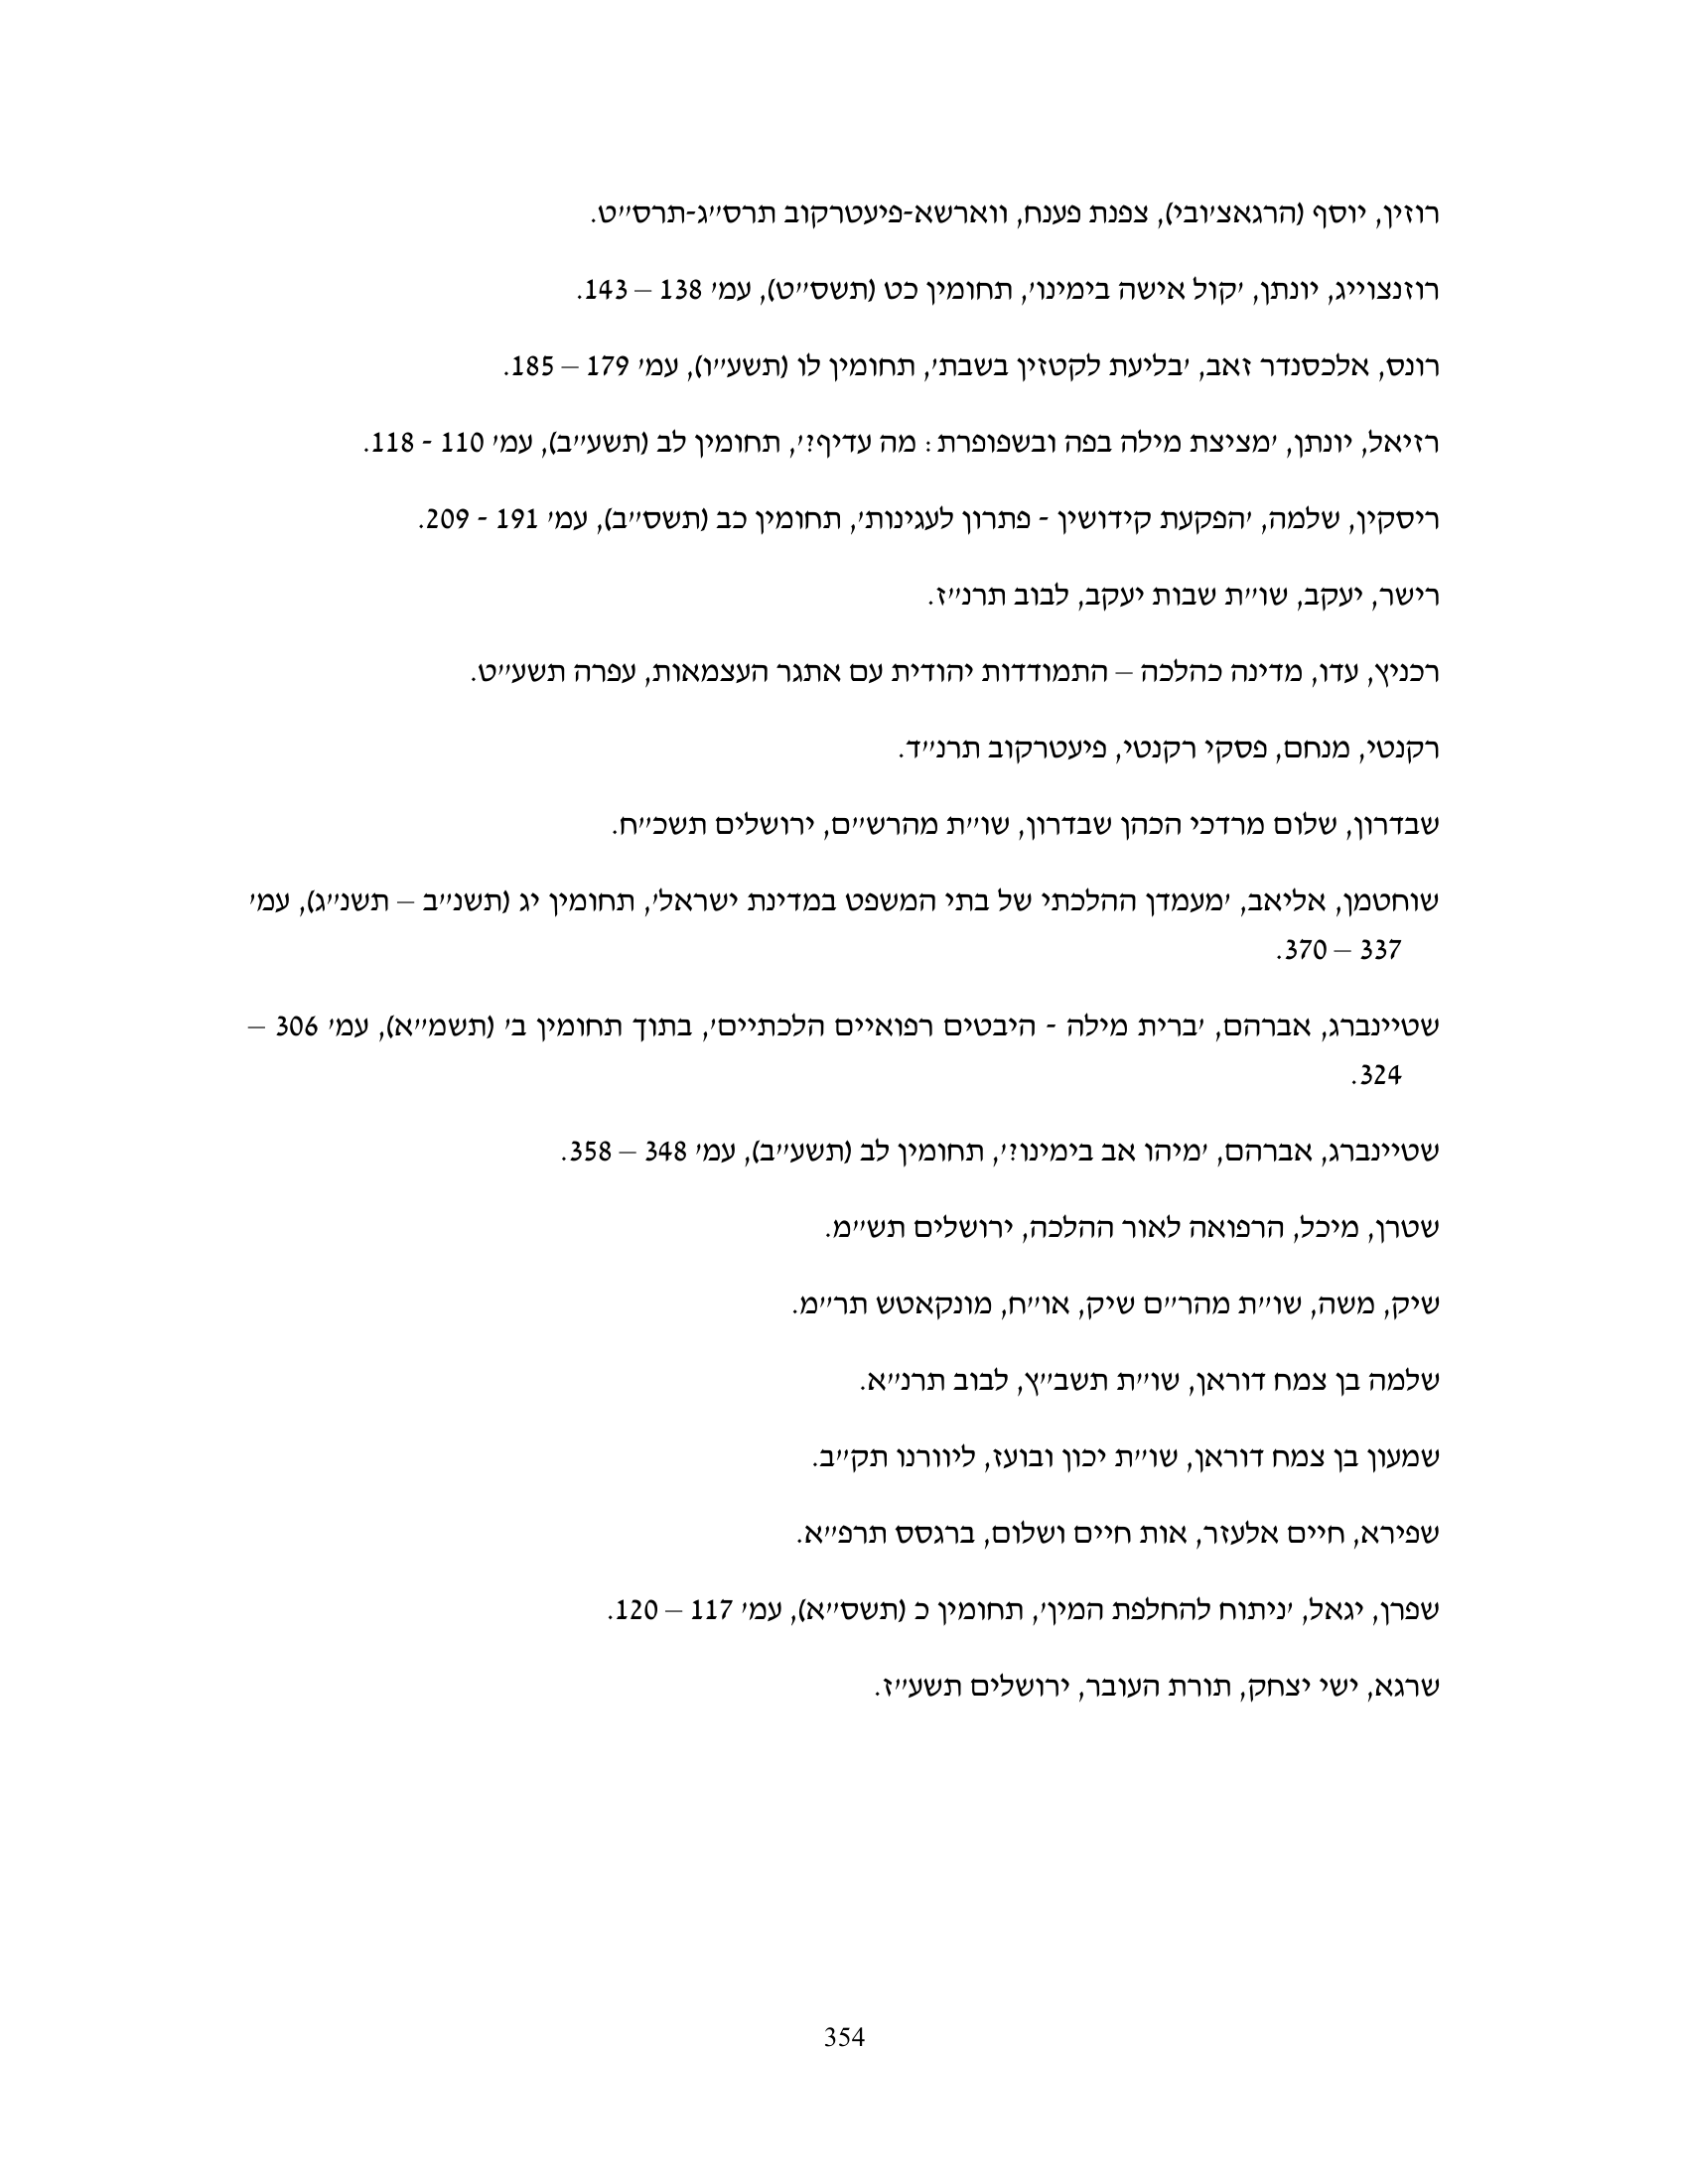 רוזין, יוסף (הרגאצ'ובי), צפנת פענח, ווארשא-פיעטרקוב תרס"ג-תרס"ט.
רוזנצוייג, יונתן, 'קול אישה בימינו', תחומין כט (תשס"ט), עמ' 138 – 143.
רונס, אלכסנדר זאב, 'בליעת לקטזין בשבת', תחומין לו (תשע"ו), עמ' 179 – 185.
רזיאל, יונתן, 'מציצת מילה בפה ובשפופרת: מה עדיף?', תחומין לב (תשע"ב), עמ' 110 - 118.
ריסקין, שלמה, 'הפקעת קידושין - פתרון לעגינות', תחומין כב (תשס"ב), עמ' 191 - 209.
רישר, יעקב, שו"ת שבות יעקב, לבוב תרנ"ז.
רכניץ, עדו, מדינה כהלכה – התמודדות יהודית עם אתגר העצמאות, עפרה תשע"ט.
רקנטי, מנחם, פסקי רקנטי, פיעטרקוב תרנ"ד.
שבדרון, שלום מרדכי הכהן שבדרון, שו"ת מהרש"ם, ירושלים תשכ"ח.
שוחטמן, אליאב, 'מעמדן ההלכתי של בתי המשפט במדינת ישראל', תחומין יג (תשנ"ב – תשנ"ג), עמ'
337 – 370.
שטיינברג, אברהם, 'ברית מילה - היבטים רפואיים הלכתיים', בתוך תחומין ב' (תשמ"א), עמ' 306 –
324.
שטיינברג, אברהם, 'מיהו אב בימינו?', תחומין לב (תשע"ב), עמ' 348 – 358.
שטרן, מיכל, הרפואה לאור ההלכה, ירושלים תש"מ.
שיק, משה, שו"ת מהר"ם שיק, או"ח, מונקאטש תר"מ.
שלמה בן צמח דוראן, שו"ת תשב"ץ, לבוב תרנ"א.
שמעון בן צמח דוראן, שו"ת יכון ובועז, ליוורנו תק"ב.
שפירא, חיים אלעזר, אות חיים ושלום, ברגסס תרפ"א.
שפרן, יגאל, 'ניתוח להחלפת המין', תחומין כ (תשס"א), עמ' 117 – 120.
שרגא, ישי יצחק, תורת העובר, ירושלים תשע"ז.
354